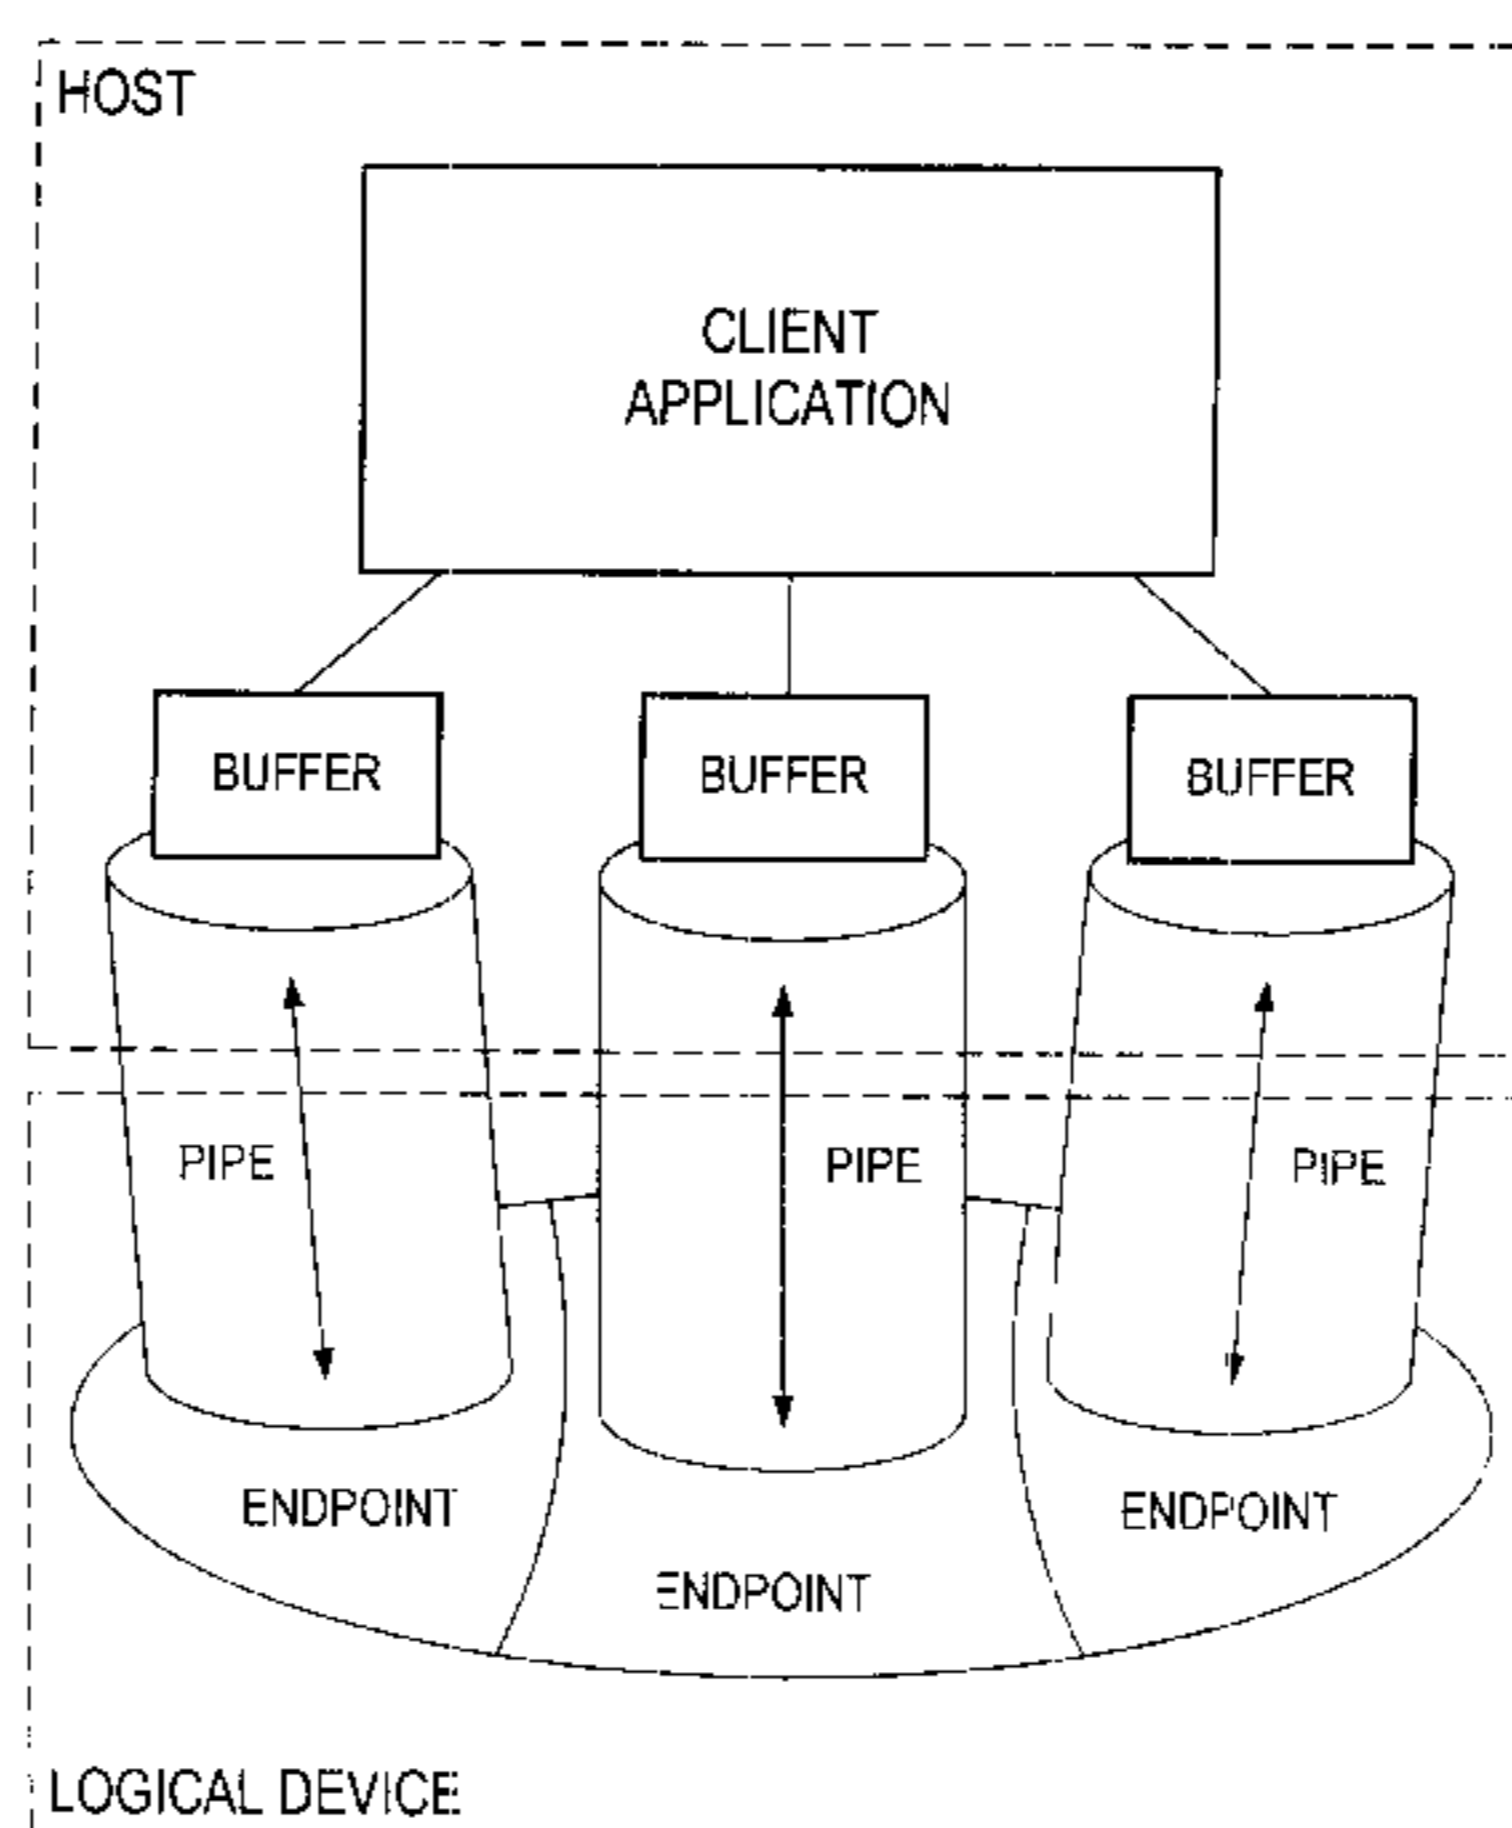 HOST
CLIENT
APPLICATION
BUFFER
BUFFER
BUFFER
PIPE
PIPE
PIPE
ENDPOINT
ENDPOINT
ENDPOINT
LOGICAL DEVICE